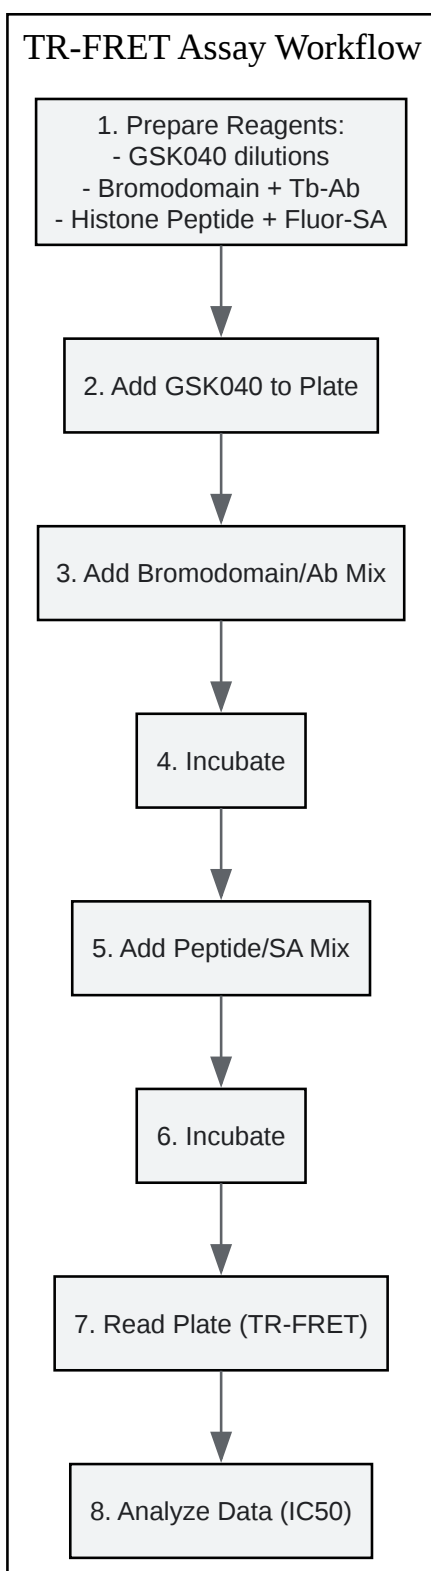 TR-FRET Assay Workflow
1. Prepare Reagents:
- GSK040 dilutions
- Bromodomain + Tb-Ab
- Histone Peptide + Fluor-SA
2. Add GSK040 to Plate
3. Add Bromodomain/Ab Mix
4. Incubate
5. Add Peptide/SA Mix
6. Incubate
7. Read Plate (TR-FRET)
8. Analyze Data (IC50)